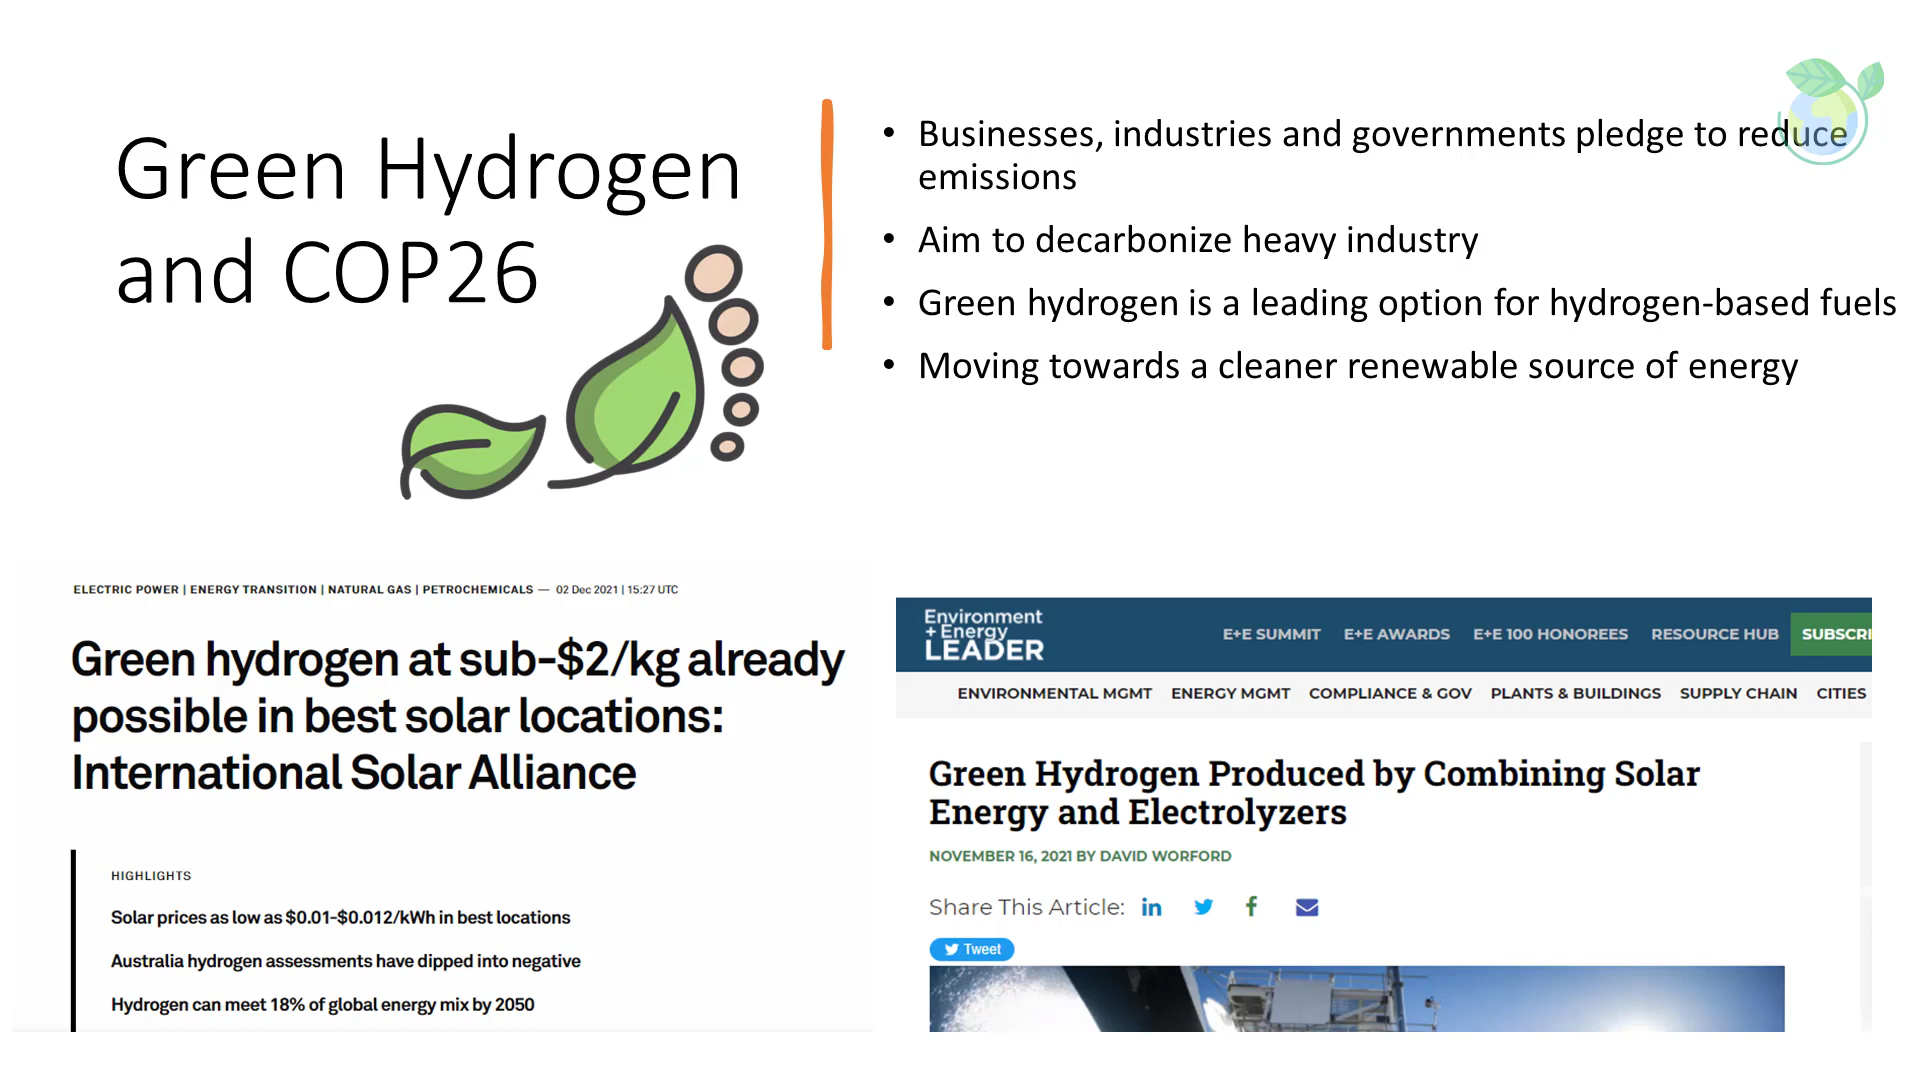 Green Hydrogen
and COP26
• Businesses, industries and governments pledge to reduce
emissions
• Aim to decarbonize heavy industry
• Green hydrogen is a leading option for hydrogen-based fuels
• Moving towards a cleaner renewable source of energy
ELECTRIC POWER | ENERGY TRANSITION | NATURAL GAS | PETROCHEMICALS — 02 Dec 2021 | 15:27 UTC
Green hydrogen at sub-$2/kg already
possible in best solar locations:
International Solar Alliance
HIGHLIGHTS
Solar prices as low as $0.01-$0.012/kWh in best locations
Australia hydrogen assessments have dipped into negative
Hydrogen can meet 18% of global energy mix by 2050
Environment
+ Energy
LEADER
E+E SUMMIT E+E AWARDS E+E 100 HONOREES RESOURCE HUB SUBSCRI
ENVIRONMENTAL MGMT ENERGY MGMT COMPLIANCE & GOV PLANTS & BUILDINGS SUPPLY CHAIN CITIES
Green Hydrogen Produced by Combining Solar
Energy and Electrolyzers
NOVEMBER 16, 2021 BY DAVID WORFORD
Share This Article: in f
Tweet